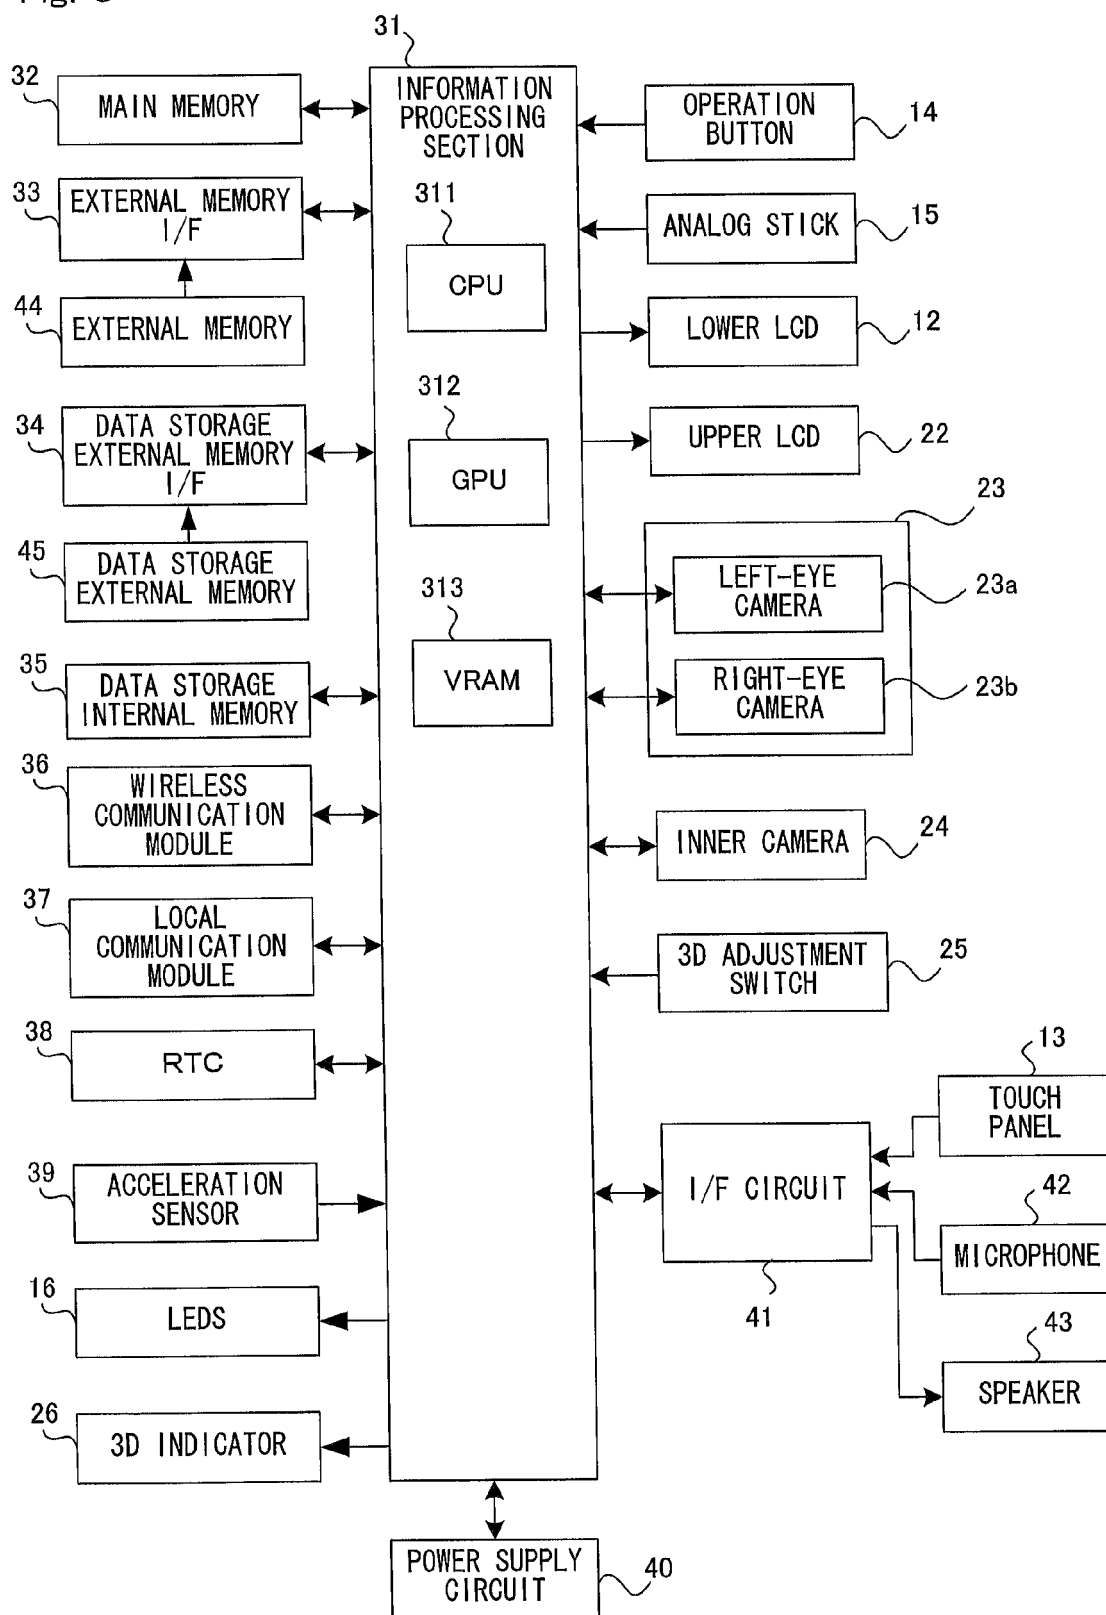 31
32
MAIN MEMORY
33
EXTERNAL MEMORY
I/F
44
EXTERNAL MEMORY
34
DATA STORAGE
EXTERNAL MEMORY
I/F
45
DATA STORAGE
EXTERNAL MEMORY
35
DATA STORAGE
INTERNAL MEMORY
36
WIRELESS
COMMUNICATION
MODULE
37
LOCAL
COMMUNICATION
MODULE
38
RTC
39
ACCELERATION
SENSOR
16
LEDS
26
3D INDICATOR
INFORMATION
PROCESSING
SECTION
311
CPU
312
GPU
313
VRAM
OPERATION
BUTTON
14
ANALOG STICK
15
LOWER LCD
12
UPPER LCD
22
23
LEFT-EYE
CAMERA
23a
RIGHT-EYE
CAMERA
23b
INNER CAMERA
24
3D ADJUSTMENT
SWITCH
25
13
TOUCH
PANEL
I/F CIRCUIT
41
42
MICROPHONE
43
SPEAKER
POWER SUPPLY
CIRCUIT
40